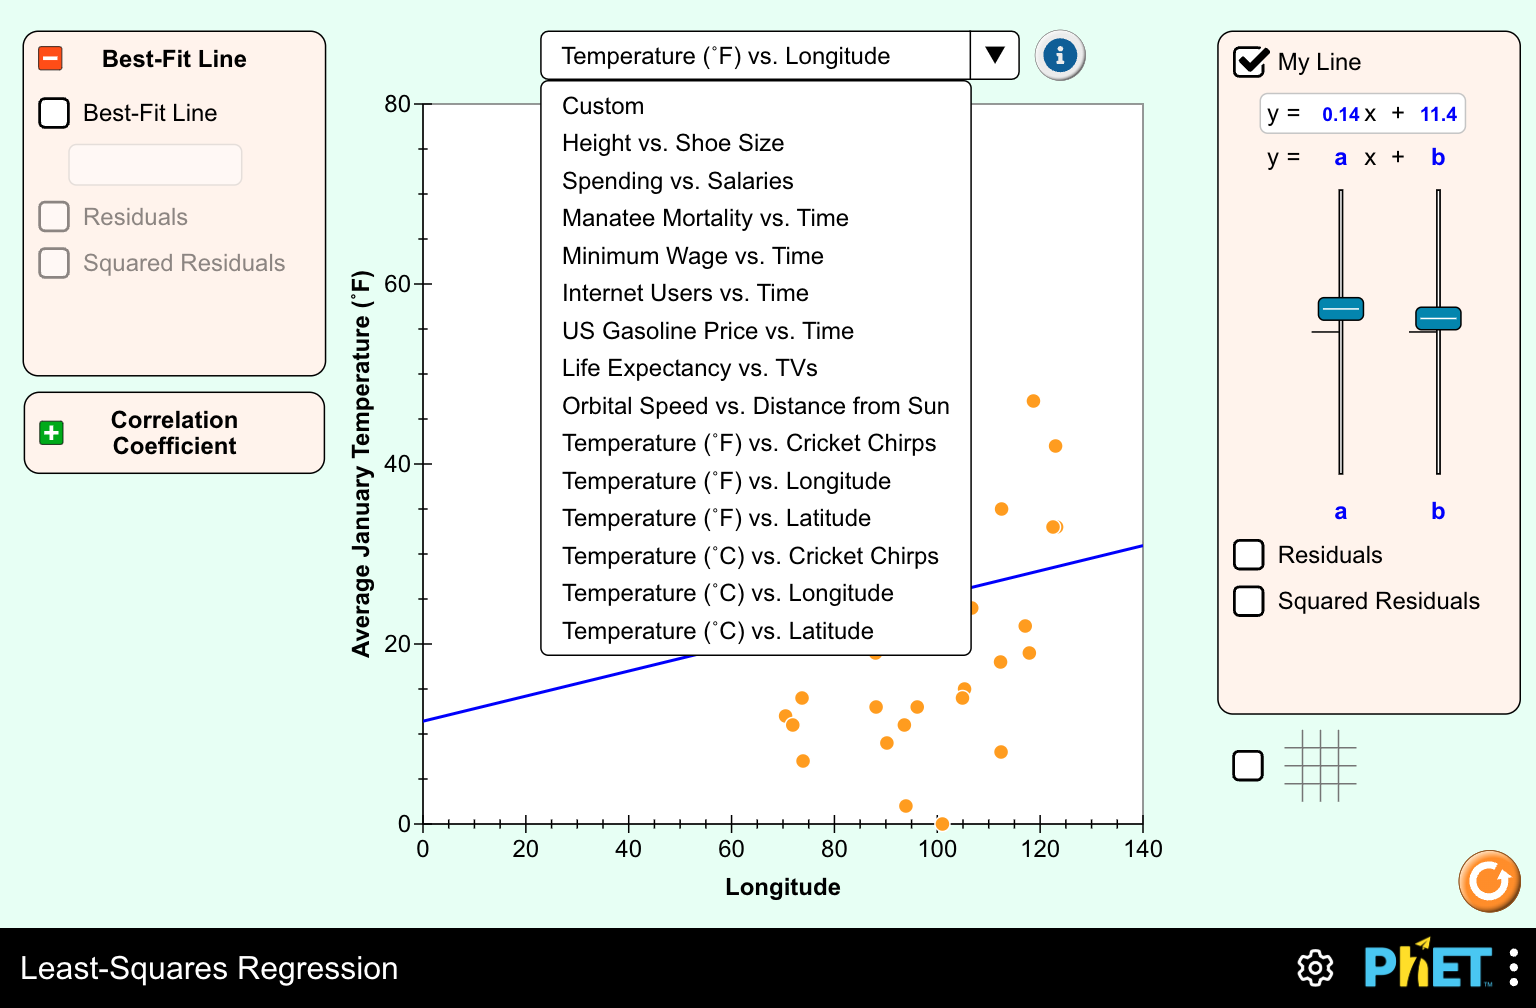 Best-Fit Line
Best-Fit Line
Residuals
Squared Residuals
Correlation
Coefficient
Temperature (˚F) vs. Longitude
Custom
Height vs. Shoe Size
Spending vs. Salaries
Manatee Mortality vs. Time
Minimum Wage vs. Time
Internet Users vs. Time
US Gasoline Price vs. Time
Life Expectancy vs. TVs
Orbital Speed vs. Distance from Sun
Temperature (˚F) vs. Cricket Chirps
Temperature (˚F) vs. Longitude
Temperature (˚F) vs. Latitude
Temperature (˚C) vs. Cricket Chirps
Temperature (˚C) vs. Longitude
Temperature (˚C) vs. Latitude
Average January Temperature (˚F)
80
60
40
20
0
0 20 40 60 80 100 120 140
Longitude
My Line
y = 0.14 x + 11.4
y = a x + b
a b
Residuals
Squared Residuals
Least-Squares Regression
PhET™